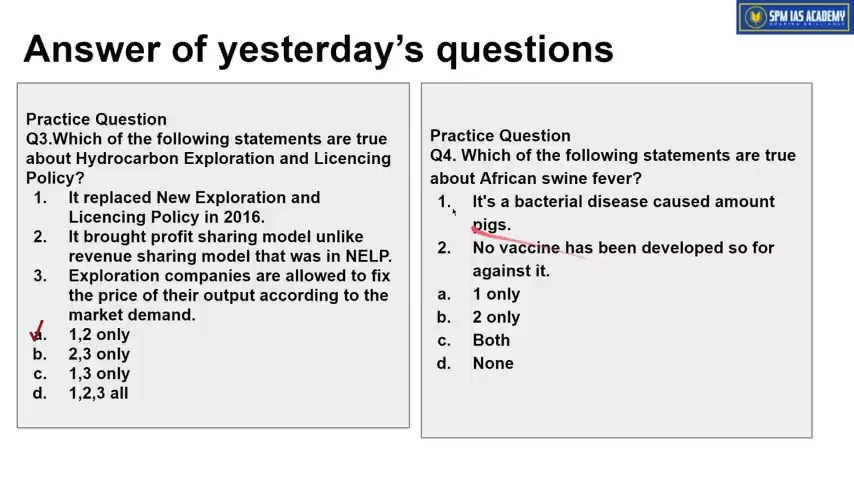 SPM IAS ACADEMY
SHAPING BRILLIANCE
Answer of yesterday's questions
Practice Question
Q3.Which of the following statements are true
about Hydrocarbon Exploration and Licencing
Policy?
1. It replaced New Exploration and
Licencing Policy in 2016.
2. It brought profit sharing model unlike
revenue sharing model that was in NELP.
3. Exploration companies are allowed to fix
the price of their output according to the
market demand.
a. 1,2 only
b. 2,3 only
c. 1,3 only
d. 1,2,3 all
Practice Question
Q4. Which of the following statements are true
about African swine fever?
1. It's a bacterial disease caused amount
pigs.
2. No vaccine has been developed so for
against it.
a. 1 only
b. 2 only
c. Both
d. None